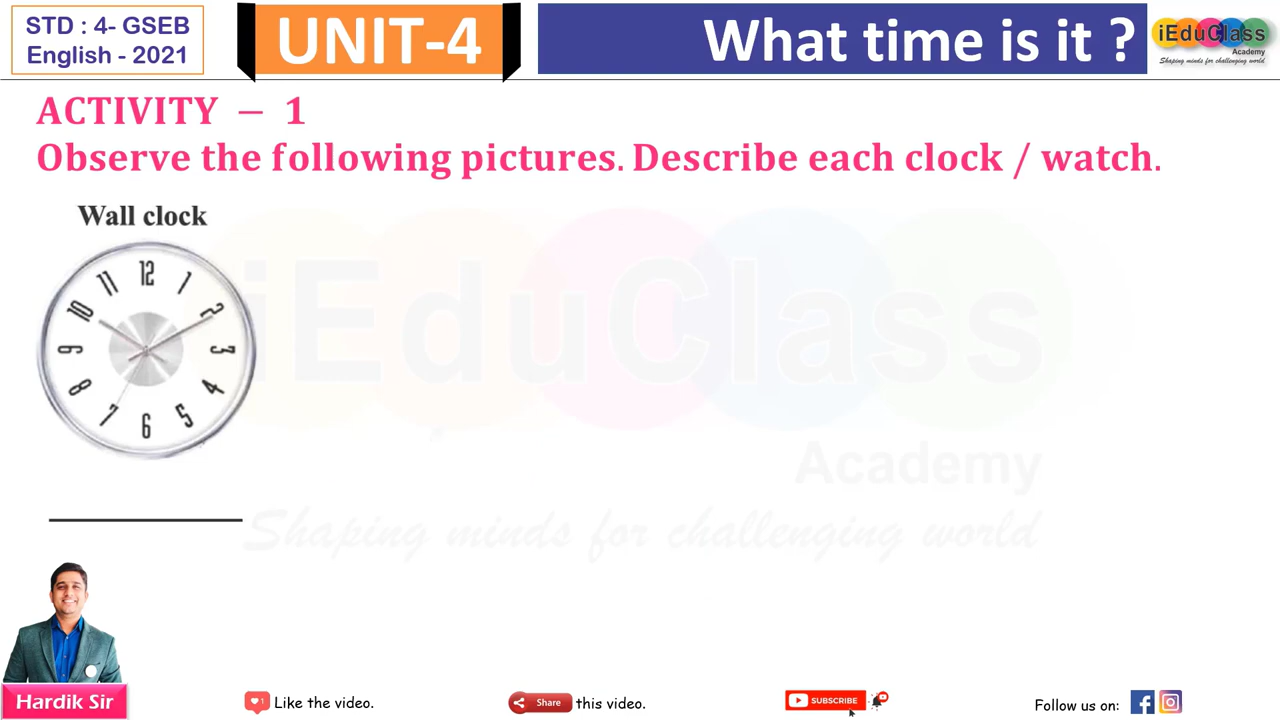 STD : 4- GSEB
English - 2021
UNIT-4
What time is it ?
iEduClass
Academy
Shaping minds for challenging world
ACTIVITY – 1
Observe the following pictures. Describe each clock / watch.
Wall clock
12
1
2
3
4
5
6
7
8
9
10
11
iEduClass
Academy
Shaping minds for challenging world
Hardik Sir
1
Like the video.
Share this video.
SUBSCRIBE
Follow us on: